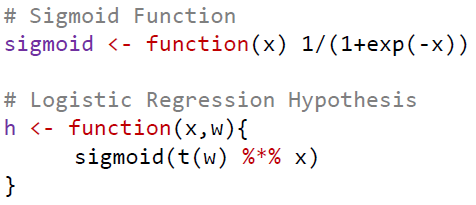 # Sigmoid Function
sigmoid <- function(x) 1/(1+exp(-x))
# Logistic Regression Hypothesis
h <- function(x,w){
sigmoid(t(w) %*% x)
}